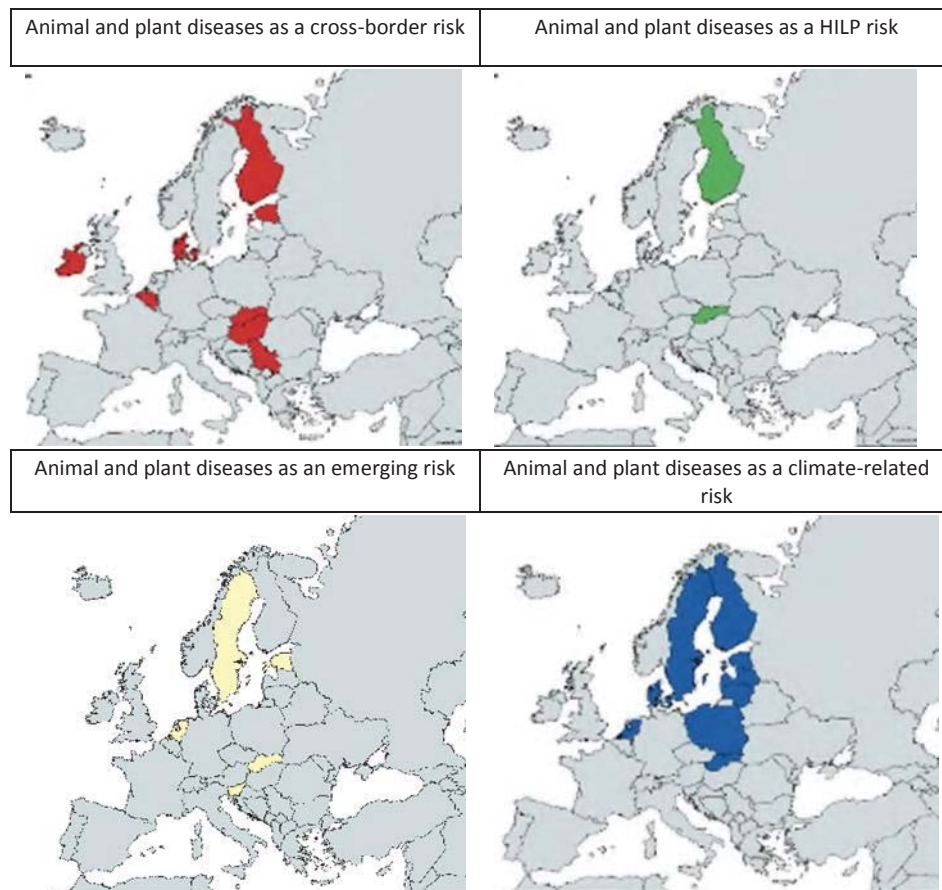 Animal and plant diseases as a cross-border risk
Animal and plant diseases as a HILP risk
Animal and plant diseases as an emerging risk
Animal and plant diseases as a climate-related
risk